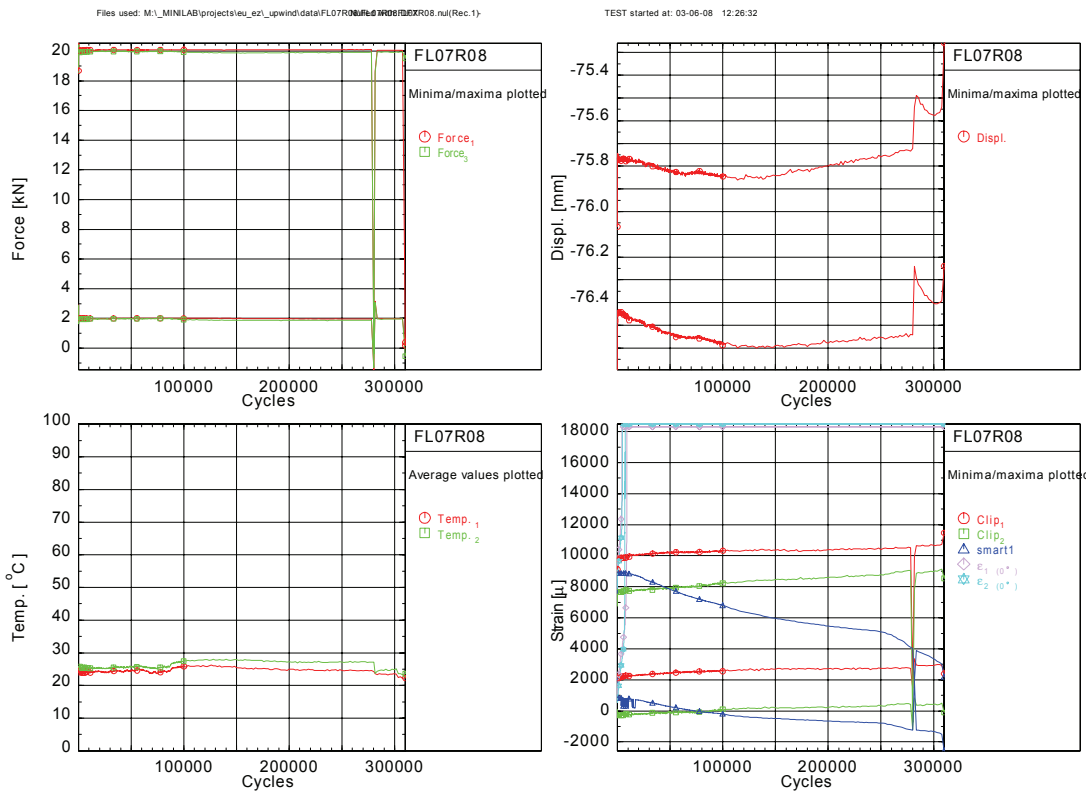 Files used: M:\_MINILAB\projects\eu_ez\_upwind\data\ TEST started at: 03-06-08 12:26:32
FL07R08
Minima/maxima plotted
Force1
Force3
Force [kN]
20
18
16
14
12
10
8
6
4
2
0
100000 200000 300000
Cycles
FL07R08
Minima/maxima plotted
Displ.
Displ. [mm]
-75.4
-75.6
-75.8
-76.0
-76.2
-76.4
100000 200000 300000
Cycles
FL07R08
Average values plotted
Temp. 1
Temp. 2
Temp. [°C]
100
90
80
70
60
50
40
30
20
10
0
100000 200000 300000
Cycles
FL07R08
Minima/maxima plotted
Clip1
Clip2
smart1
ε1 (0°)
ε2 (0°)
Strain [µ]
18000
16000
14000
12000
10000
8000
6000
4000
2000
0
-2000
100000 200000 300000
Cycles